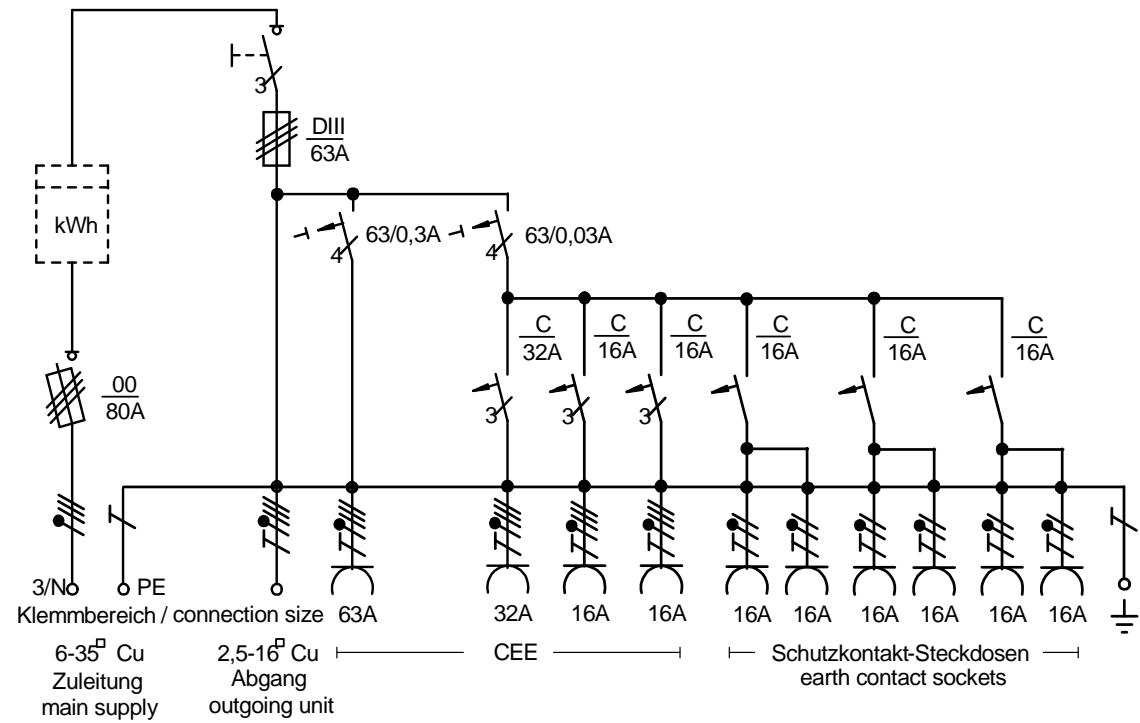 3
DIII
63A
kWh
63/0,3A
4
63/0,03A
4
C
32A
C
16A
C
16A
C
16A
C
16A
C
16A
00
80A
3
3
3
3/N
PE
Klemmbereich / connection size
63A
32A
16A
16A
16A
16A
16A
16A
16A
16A
6-35□ Cu
Zuleitung
main supply
2,5-16□ Cu
Abgang
outgoing unit
CEE
Schutzkontakt-Steckdosen
earth contact sockets